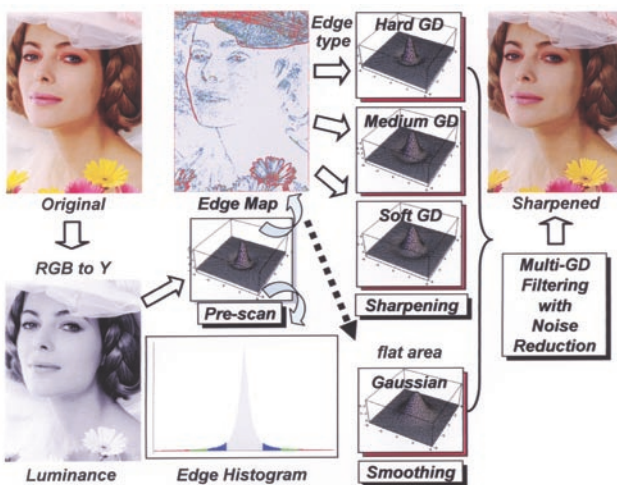 Original
RGB to Y
Luminance
Edge Map
Pre-scan
Edge Histogram
Edge
type
Hard GD
Medium GD
Soft GD
Sharpening
flat area
Gaussian
Smoothing
Sharpened
Multi-GD
Filtering
with
Noise
Reduction